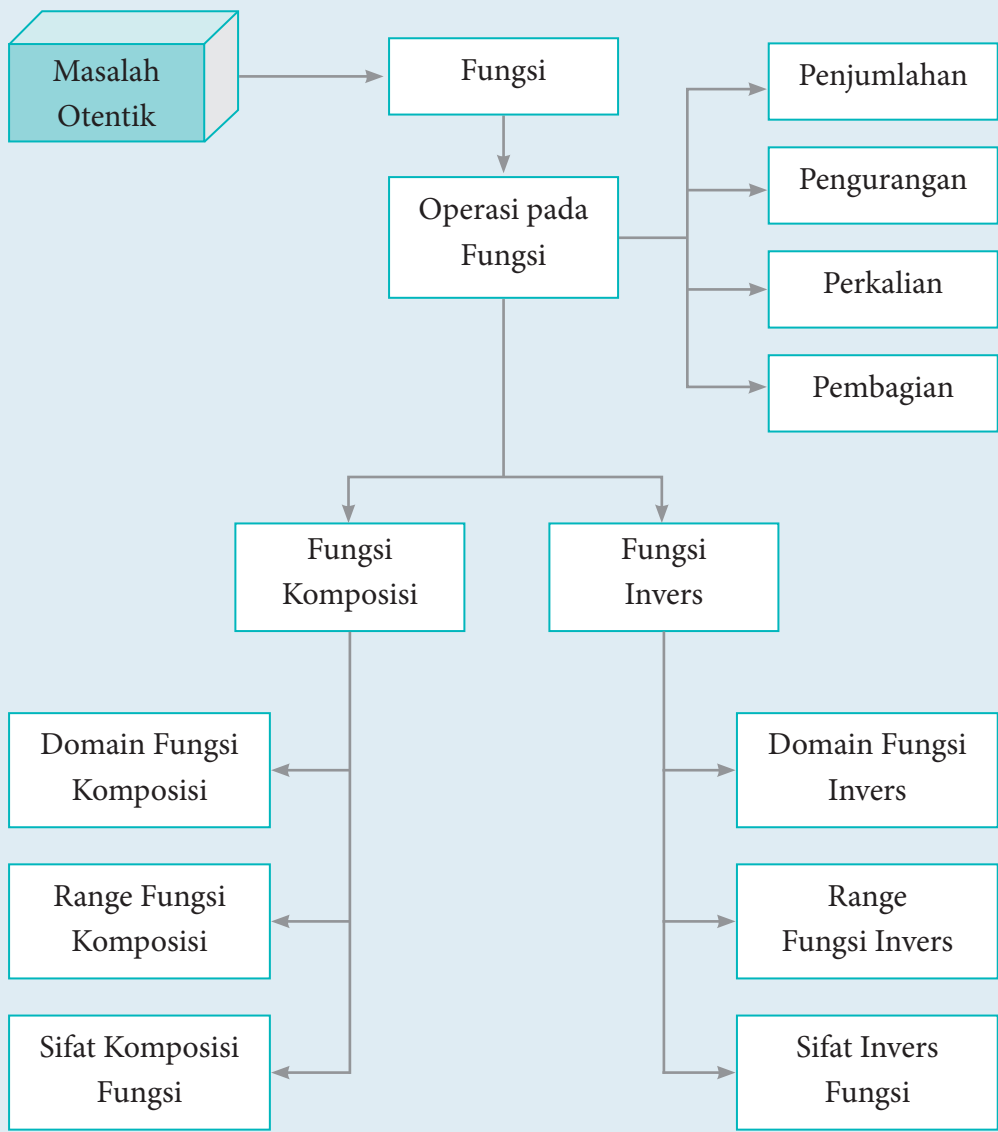 Masalah
Otentik
Fungsi
Operasi pada
Fungsi
Penjumlahan
Pengurangan
Perkalian
Pembagian
Fungsi
Komposisi
Fungsi
Invers
Domain Fungsi
Komposisi
Range Fungsi
Komposisi
Sifat Komposisi
Fungsi
Domain Fungsi
Invers
Range
Fungsi Invers
Sifat Invers
Fungsi